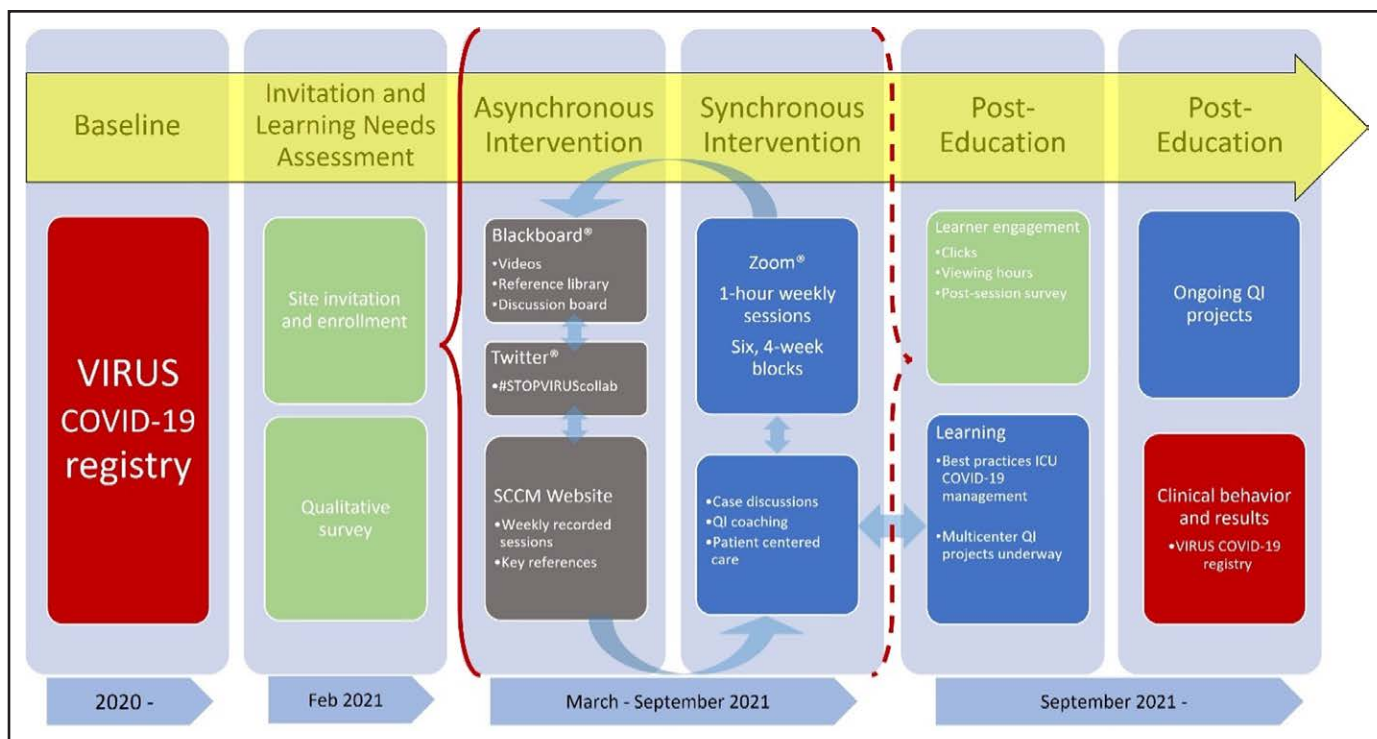 Baseline
Invitation and
Learning Needs
Assessment
Asynchronous
Intervention
Synchronous
Intervention
Post-
Education
Post-
Education
VIRUS
COVID-19
registry
Site invitation
and enrollment
Qualitative
survey
Blackboard®
•Videos
•Reference library
•Discussion board
Twitter®
•#STOPVIRUScollab
SCCM Website
•Weekly recorded
sessions
•Key references
Zoom®
1-hour weekly
sessions
Six, 4-week
blocks
•Case discussions
•QI coaching
•Patient centered
care
Learner engagement
•Clicks
•Viewing hours
•Post-session survey
Learning
•Best practices ICU
COVID-19
management
•Multicenter QI
projects underway
Ongoing QI
projects
Clinical behavior
and results
•VIRUS COVID-19
registry
2020 -
Feb 2021
March - September 2021
September 2021 -